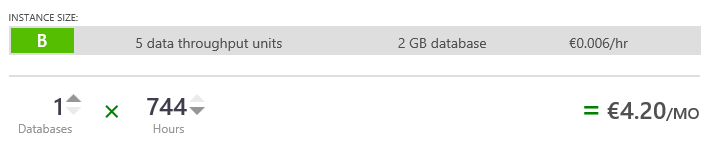 INSTANCE SIZE:
B 5 data throughput units 2 GB database €0.006/hr
1 × 744 = €4.20/MO
Databases Hours